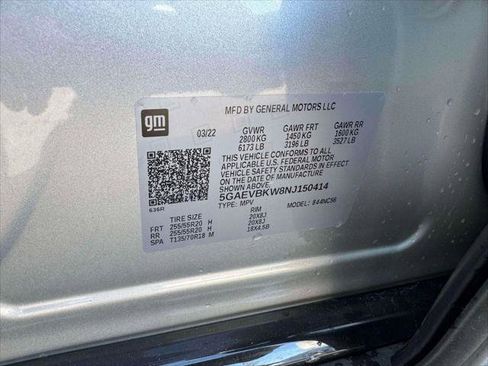 gm
MFD BY GENERAL MOTORS LLC
03/22 GVWR GAWR FRT GAWR RR
2800 KG 1450 KG 1600 KG
6173 LB 3196 LB 3527 LB
THIS VEHICLE CONFORMS TO ALL
APPLICABLE U.S. FEDERAL MOTOR
VEHICLE SAFETY STANDARDS IN EFFECT
ON THE DATE OF MANUFACTURE
SHOWN ABOVE
5GAEVBKW8NJ150414
636R TYPE: MPV MODEL: 844NC56
TIRE SIZE RIM
FRT 255/55R20 H 20X8J
RR 255/55R20 H 20X8J
SPA T135/70R18 M 18X4.5B